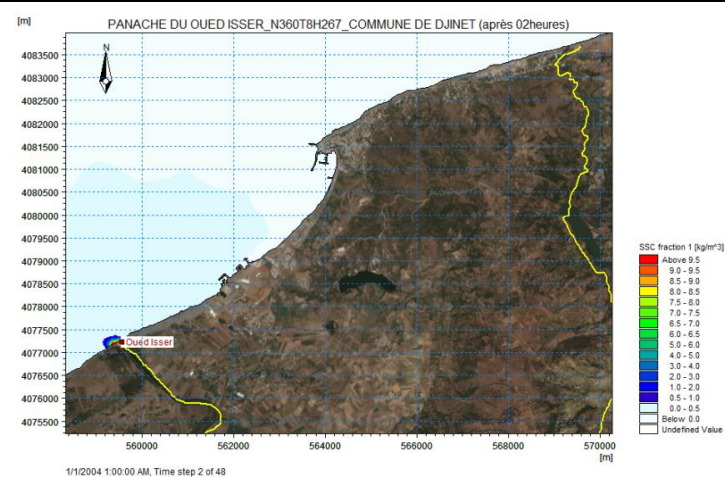 PANACHE DU OUED ISSER_N360T8H267_COMMUNE DE DJINET (après 02heures)
[m]
N
4083500
4083000
4082500
4082000
4081500
4081000
4080500
4080000
4079500
4079000
4078500
4078000
4077500
4077000
4076500
4076000
4075500
Oued Isser
560000 562000 564000 566000 568000 570000
[m]
SSC fraction 1 [kg/m^3]
Above 9.5
9.0 - 9.5
8.5 - 9.0
8.0 - 8.5
7.5 - 8.0
7.0 - 7.5
6.5 - 7.0
6.0 - 6.5
5.0 - 6.0
4.0 - 5.0
3.0 - 4.0
2.0 - 3.0
1.0 - 2.0
0.5 - 1.0
0.0 - 0.5
Below 0.0
Undefined Value
1/1/2004 1:00:00 AM, Time step 2 of 48